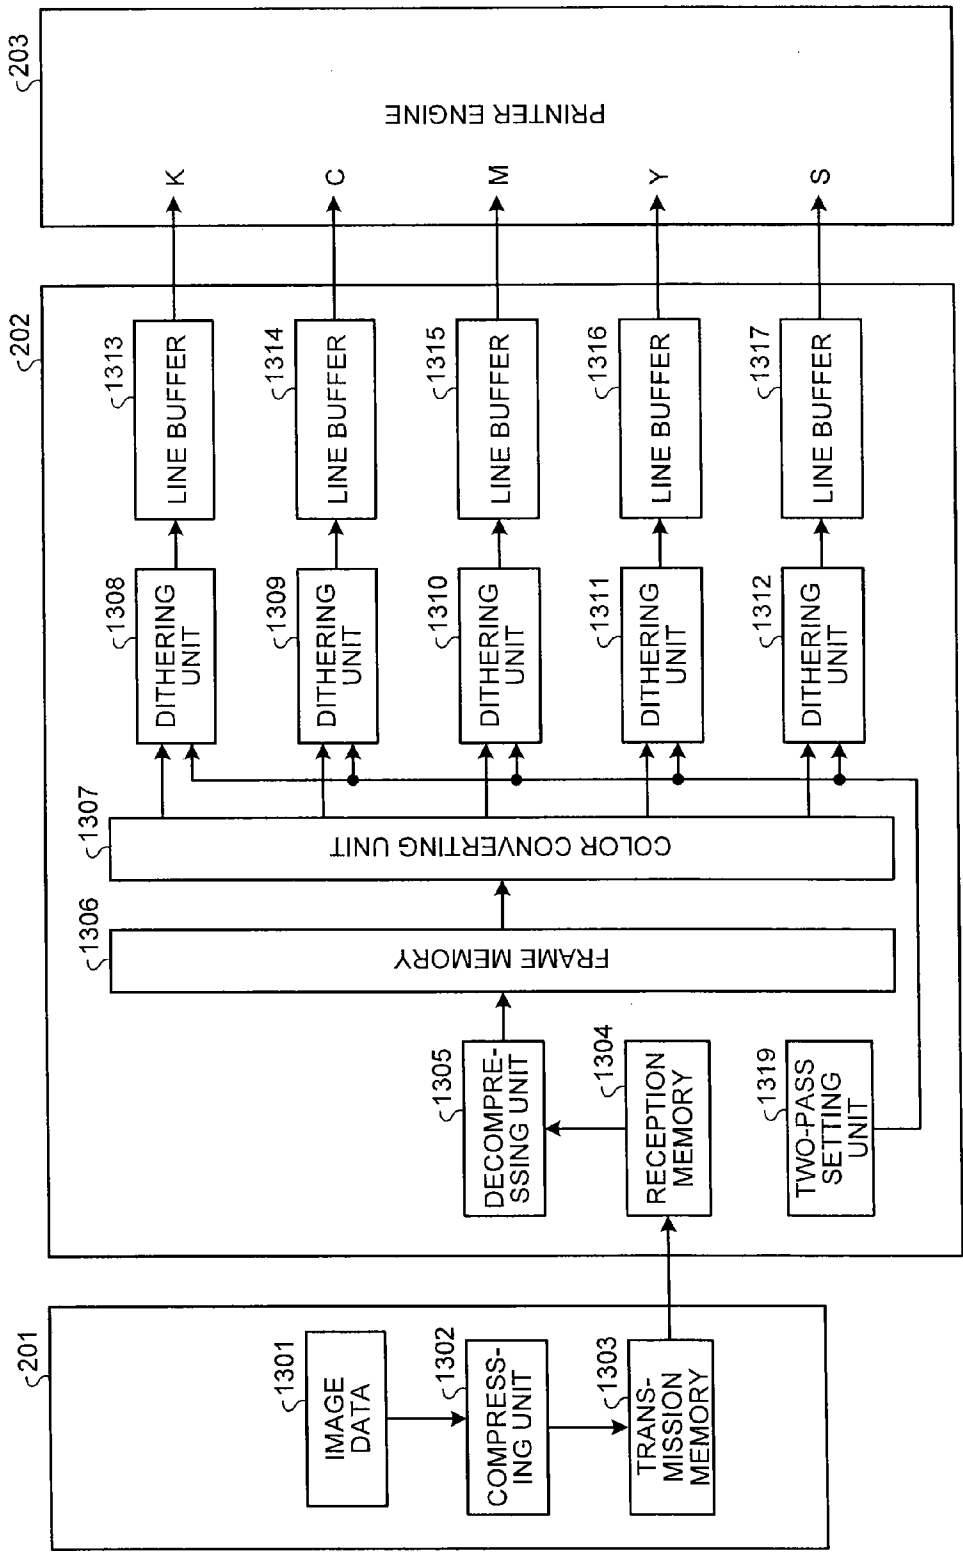 201
1301
IMAGE
DATA
1302
COMPRESS-
ING UNIT
1303
TRANS-
MISSION
MEMORY
202
1305
DECOMPRE-
SSING UNIT
1304
RECEPTION
MEMORY
1319
TWO-PASS
SETTING
UNIT
1306
FRAME MEMORY
1307
COLOR CONVERTING UNIT
1308
DITHERING
UNIT
1309
DITHERING
UNIT
1310
DITHERING
UNIT
1311
DITHERING
UNIT
1312
DITHERING
UNIT
1313
LINE BUFFER
1314
LINE BUFFER
1315
LINE BUFFER
1316
LINE BUFFER
1317
LINE BUFFER
203
K
C
M
Y
S
PRINTER ENGINE